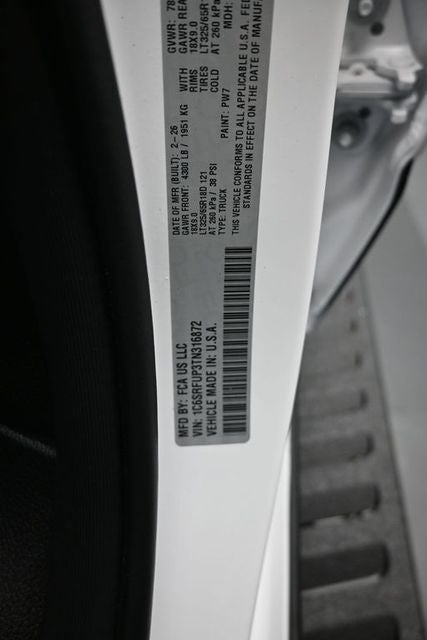 MFD BY: FCA US LLC
VIN: 1C6SRFUP3TN316872
VEHICLE MADE IN: U.S.A.
DATE OF MFR (BUILT): 2-26
GVWR: 78
GAWR FRONT: 4300 LB / 1951 KG WITH
GAWR REA
18X9.0 RIMS 18X9.0
LT325/65R18D 121 TIRES LT325/65R1
AT 260 kPa / 38 PSI COLD AT 260 kPa /
TYPE: TRUCK PAINT: PW7 MDH:
THIS VEHICLE CONFORMS TO ALL APPLICABLE U.S.A. FEE
STANDARDS IN EFFECT ON THE DATE OF MANUF